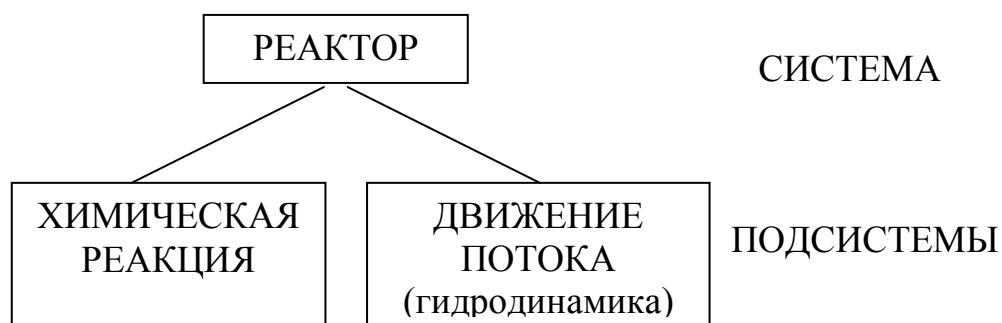 РЕАКТОР
СИСТЕМА
ХИМИЧЕСКАЯ
РЕАКЦИЯ
ДВИЖЕНИЕ
ПОТОКА
(гидродинамика)
ПОДСИСТЕМЫ